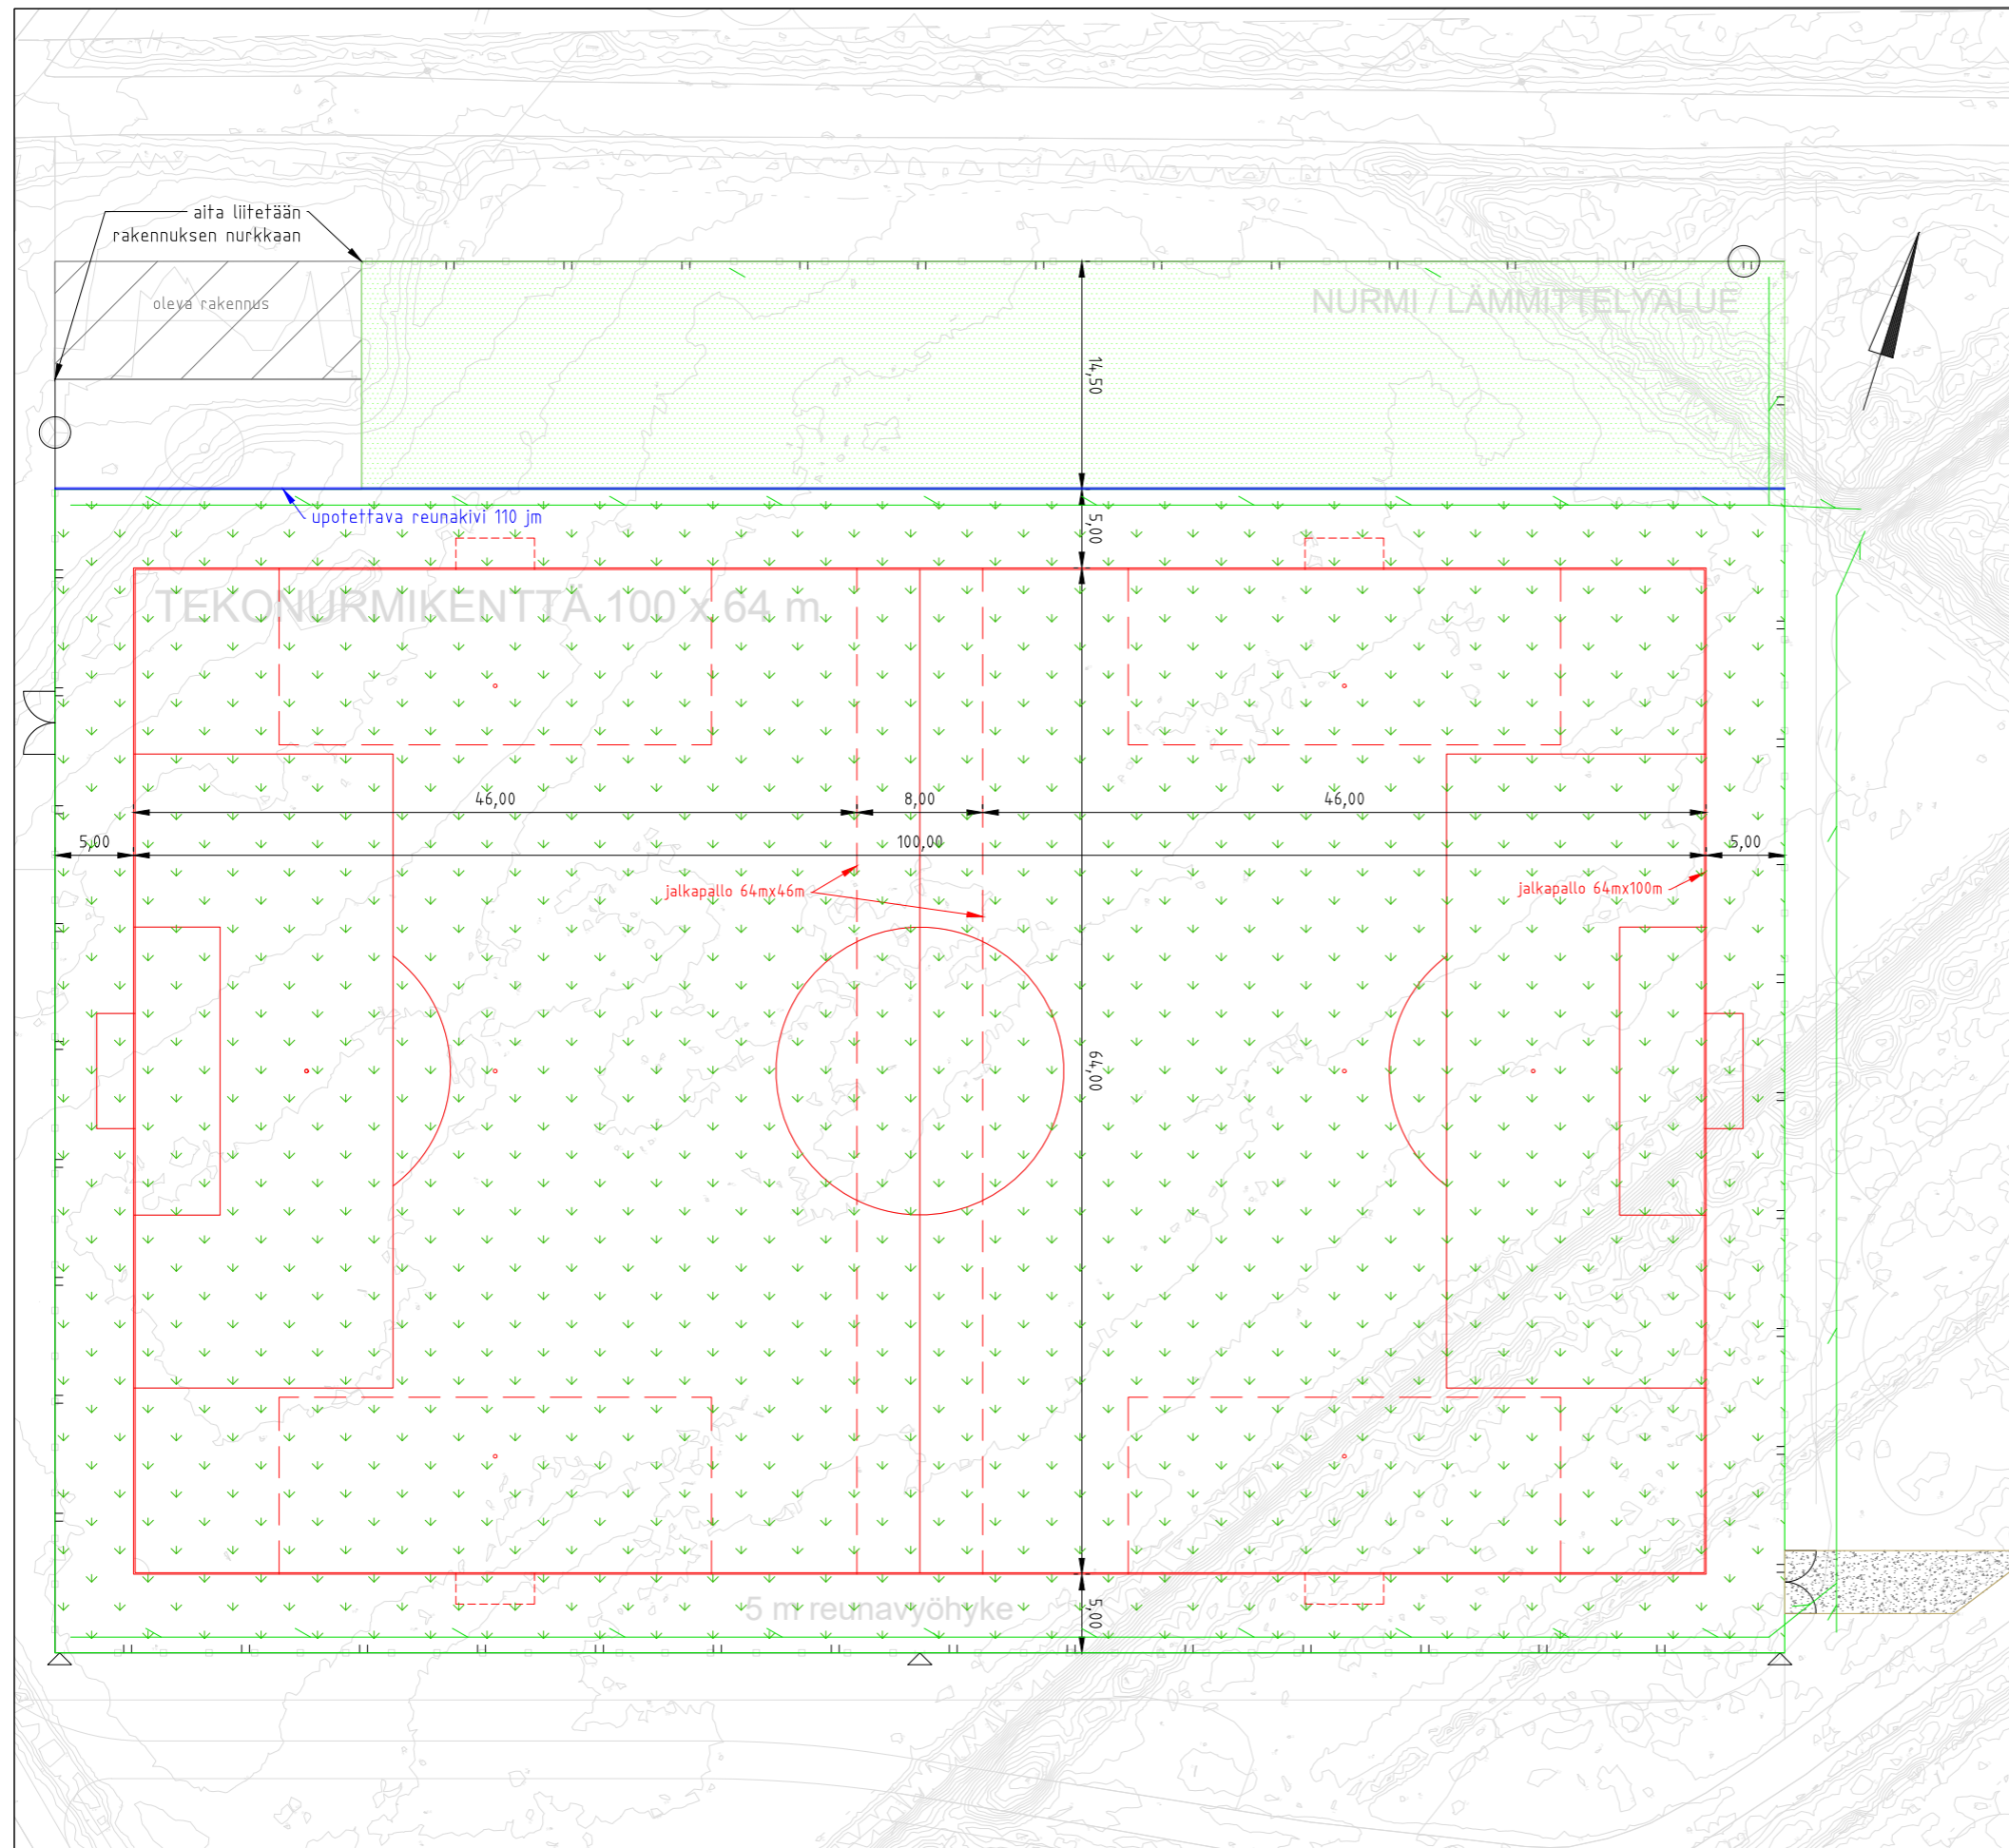 aita liitetään
rakennuksen nurkkaan
oleva rakennus
NURMI / LÄMMITTELYALUE
14,50
upotettava reunakivi 110 jm
5,00
TEKONURMIKENTTÄ 100 x 64 m
46,00
8,00
46,00
5,00
100,00
5,00
jalkapallo 64mx46m
jalkapallo 64mx100m
64,00
5 m reunavyöhyke
5,00